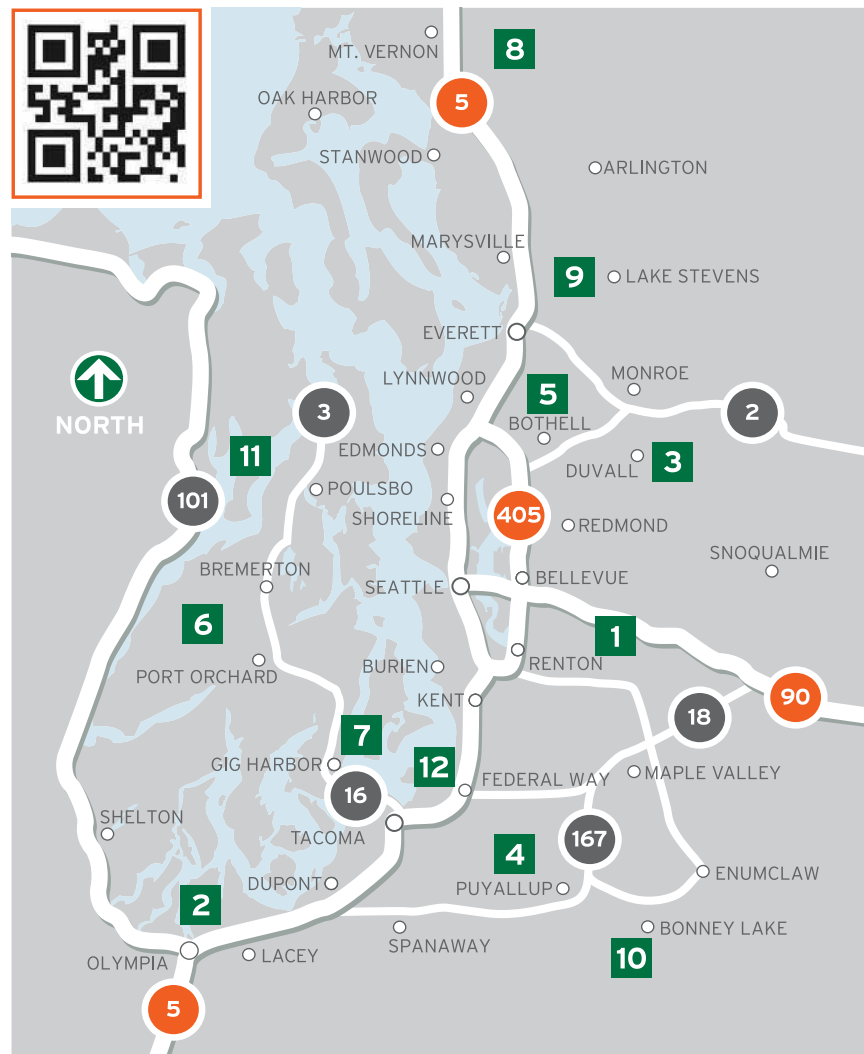 MT. VERNON
8
5
OAK HARBOR
STANWOOD
ARLINGTON
MARYSVILLE
9
LAKE STEVENS
EVERETT
NORTH
LYNNWOOD
MONROE
3
5
BOTHELL
2
11
EDMONDS
DUVALL
3
101
POULSBO
SHORELINE
405
REDMOND
SNOQUALMIE
BREMERTON
SEATTLE
BELLEVUE
6
1
PORT ORCHARD
BURIEN
RENTON
KENT
90
18
7
GIG HARBOR
12
FEDERAL WAY
MAPLE VALLEY
16
SHELTON
TACOMA
167
4
DUPONT
PUYALLUP
ENUMCLAW
2
SPANAWAY
BONNEY LAKE
OLYMPIA
LACEY
10
5